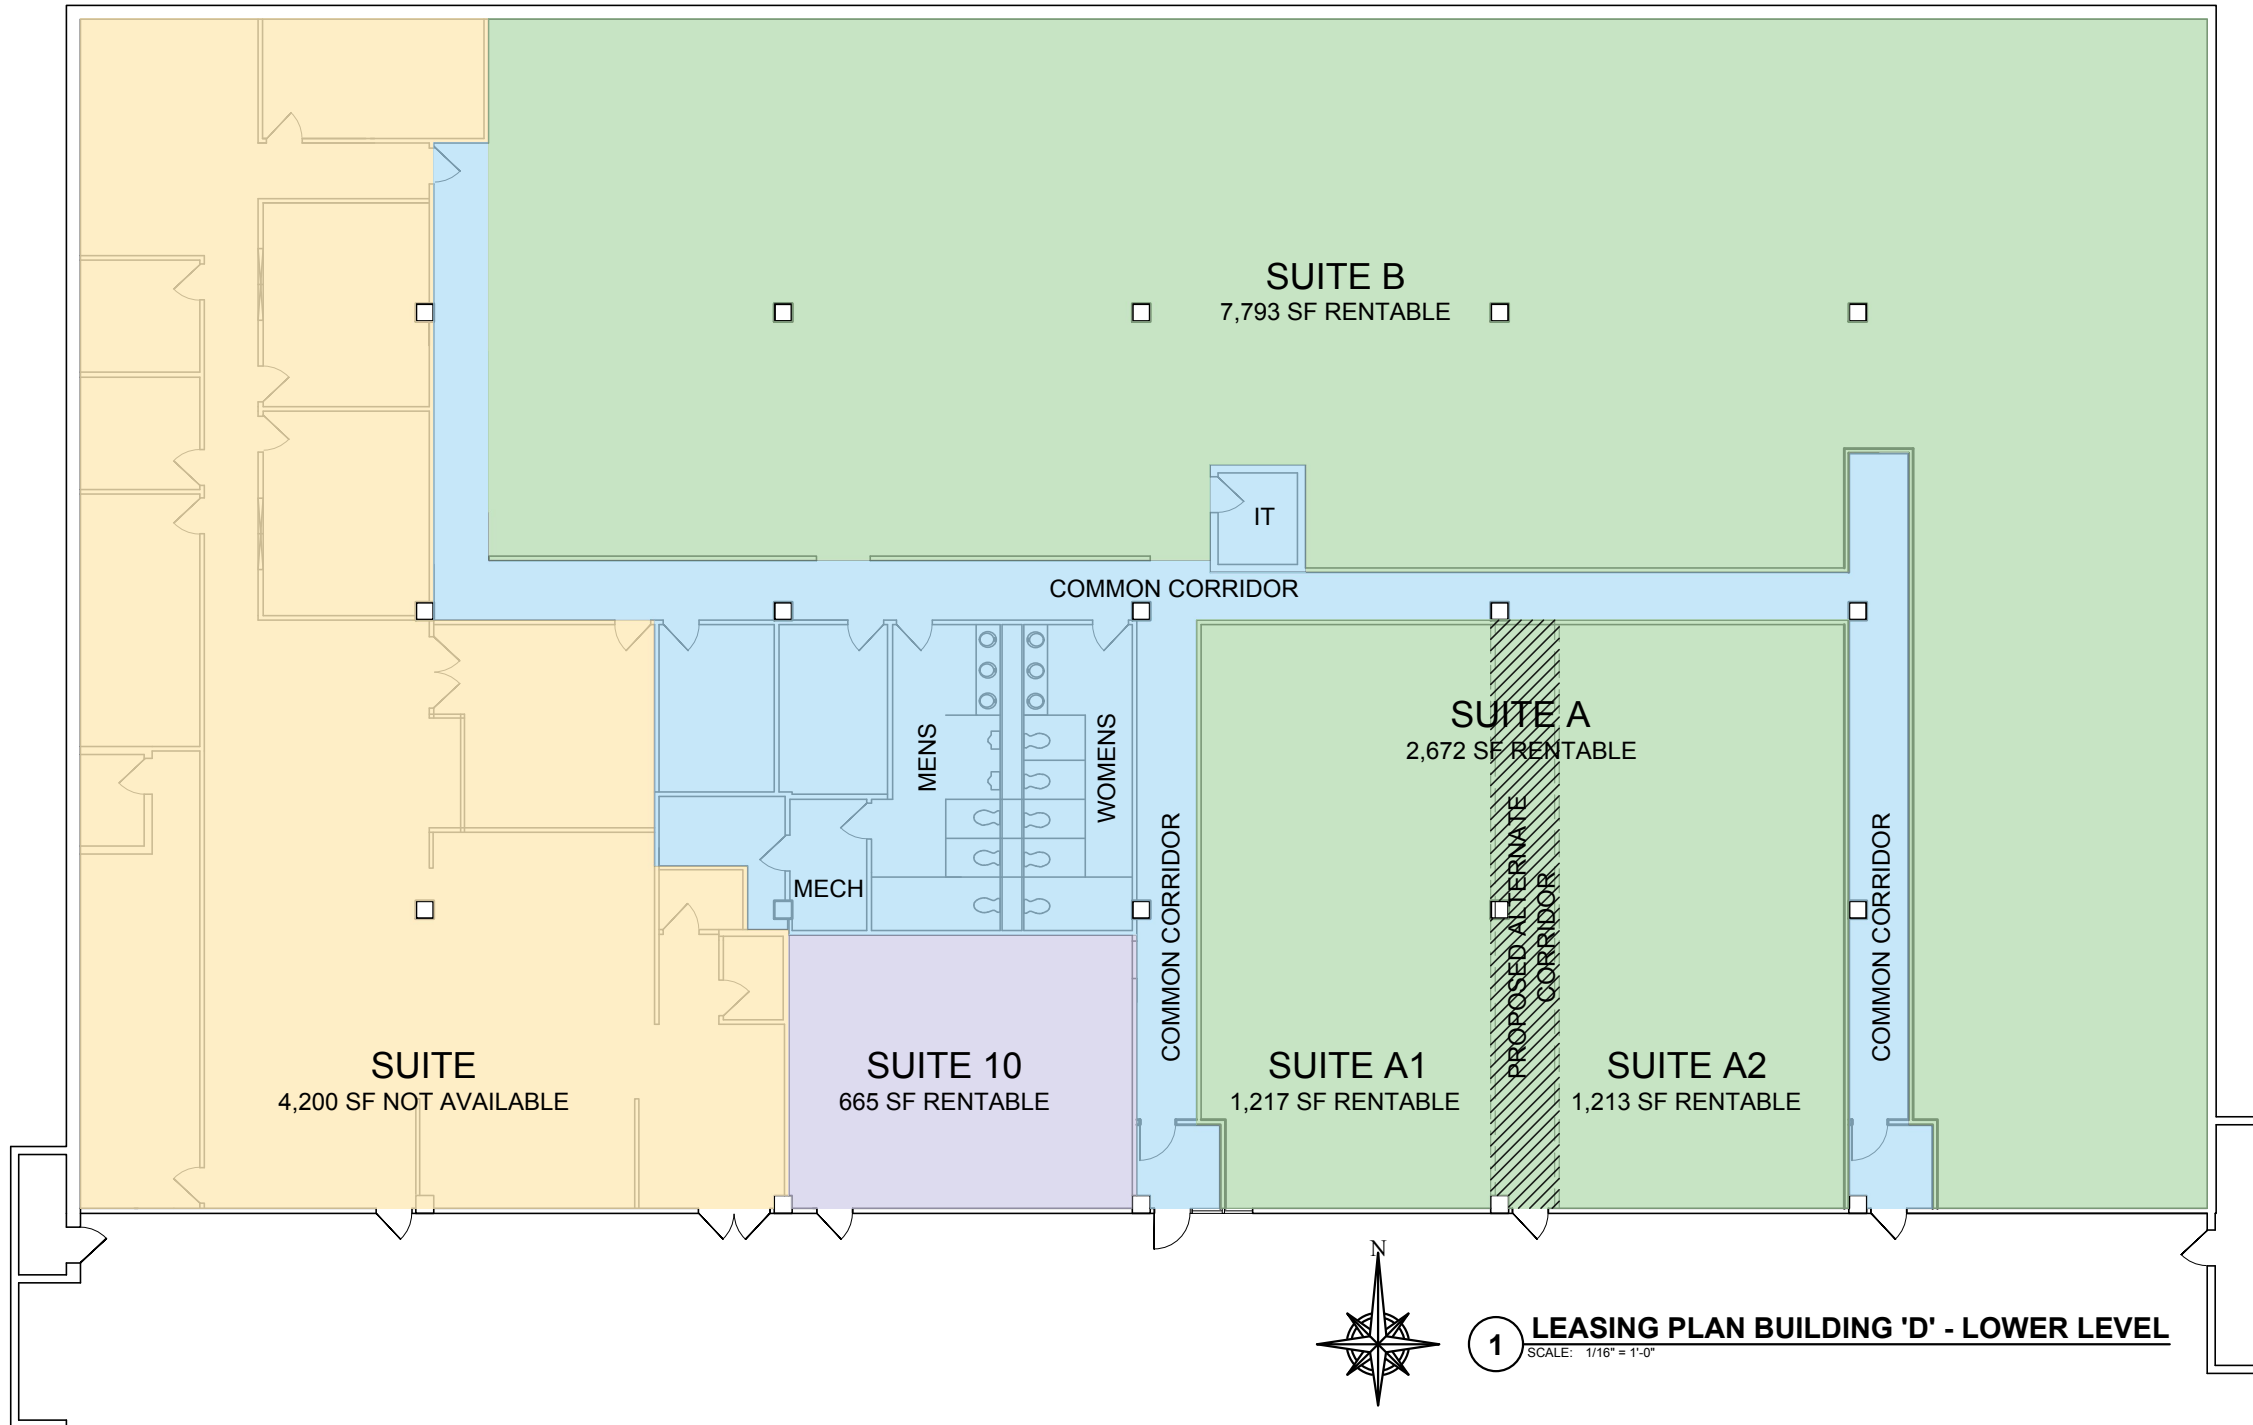 SUITE B
7,793 SF RENTABLE
IT
COMMON CORRIDOR
SUITE A
2,672 SF RENTABLE
MENS
WOMENS
MECH
COMMON CORRIDOR
PROPOSED ALTERNATE
CORRIDOR
COMMON CORRIDOR
SUITE
4,200 SF NOT AVAILABLE
SUITE 10
665 SF RENTABLE
SUITE A1
1,217 SF RENTABLE
SUITE A2
1,213 SF RENTABLE
N
1
LEASING PLAN BUILDING 'D' - LOWER LEVEL
SCALE: 1/16" = 1'-0"